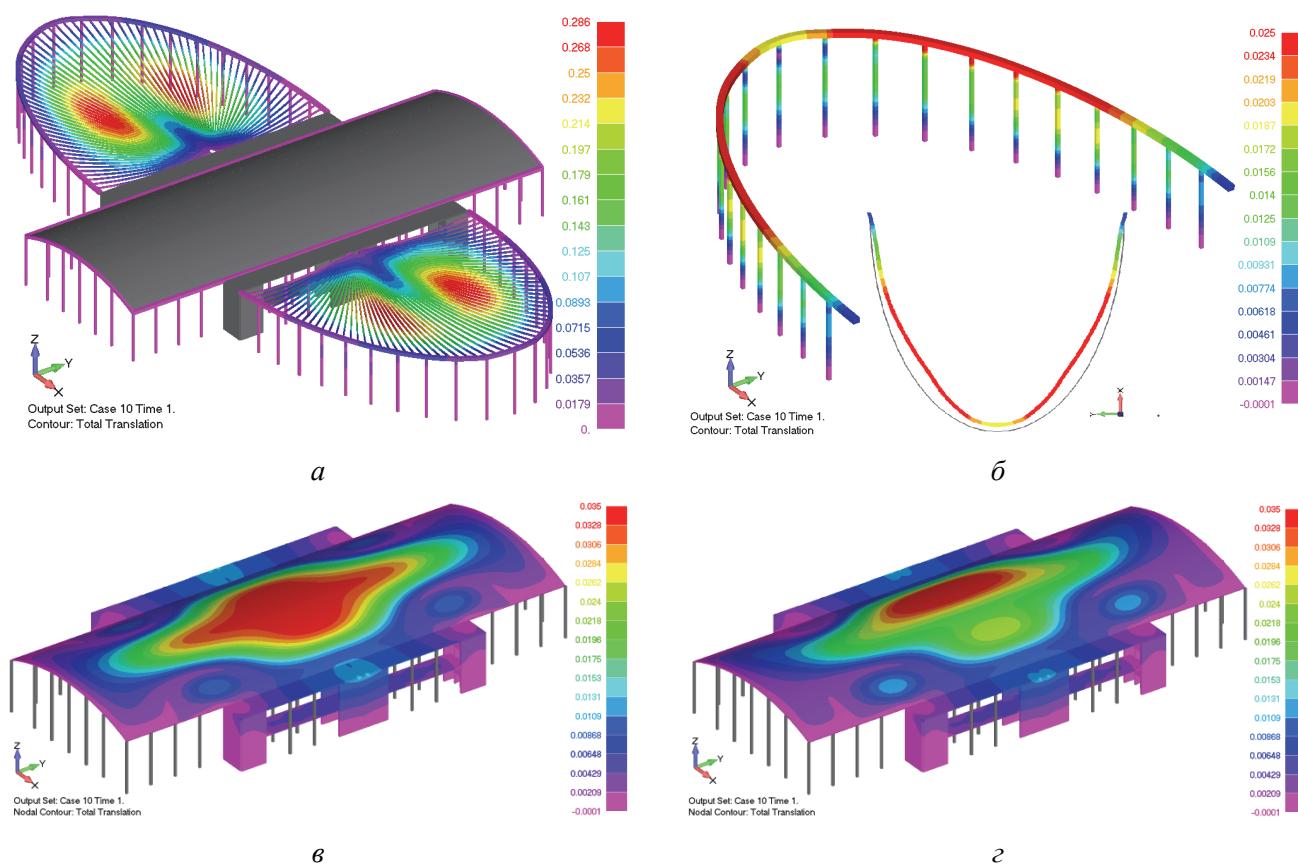 0.286
0.268
0.25
0.232
0.214
0.197
0.179
0.161
0.143
0.125
0.107
0.0893
0.0715
0.0536
0.0357
0.0179
0.
Z
Y
X
Output Set: Case 10 Time 1.
Contour: Total Translation
а
0.025
0.0234
0.0219
0.0203
0.0187
0.0172
0.0156
0.014
0.0125
0.0109
0.00931
0.00774
0.00618
0.00461
0.00304
0.00147
-0.0001
Z
Y
X
X
Y
Output Set: Case 10 Time 1.
Contour: Total Translation
б
0.035
0.0328
0.0306
0.0284
0.0262
0.024
0.0218
0.0196
0.0175
0.0153
0.0131
0.0109
0.00868
0.00648
0.00429
0.00209
-0.0001
Z
Y
X
Output Set: Case 10 Time 1.
Nodal Contour: Total Translation
в
0.035
0.0328
0.0306
0.0284
0.0262
0.024
0.0218
0.0196
0.0175
0.0153
0.0131
0.0109
0.00868
0.00648
0.00429
0.00209
-0.0001
Z
Y
X
Output Set: Case 10 Time 1.
Nodal Contour: Total Translation
г